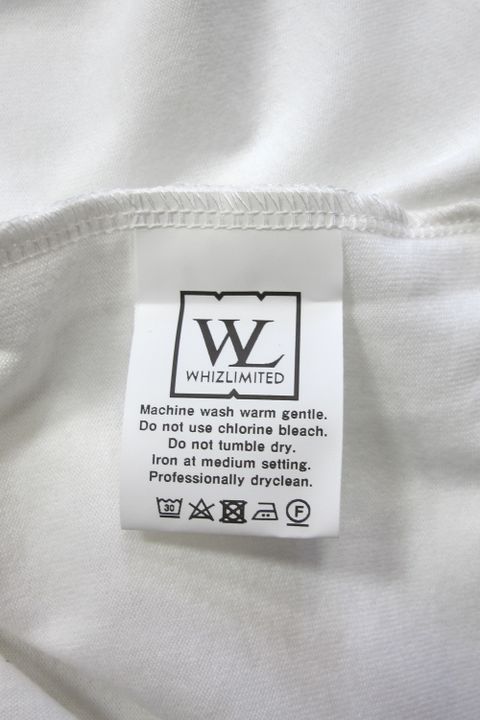 WL
WHIZLIMITED
Machine wash warm gentle.
Do not use chlorine bleach.
Do not tumble dry.
Iron at medium setting.
Professionally dryclean.
30 F